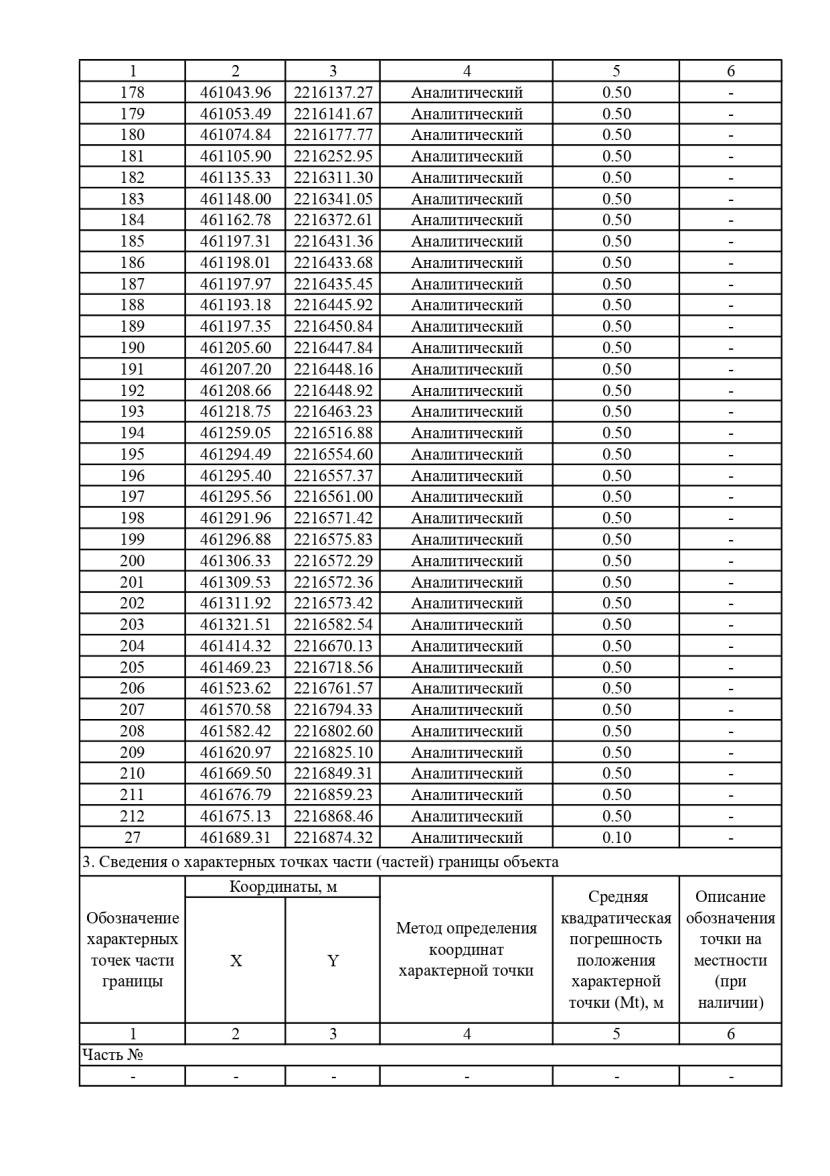 1 2 3 4 5 6
178 461043.96 2216137.27 Аналитический 0.50 -
179 461053.49 2216141.67 Аналитический 0.50 -
180 461074.84 2216177.77 Аналитический 0.50 -
181 461105.90 2216252.95 Аналитический 0.50 -
182 461135.33 2216311.30 Аналитический 0.50 -
183 461148.00 2216341.05 Аналитический 0.50 -
184 461162.78 2216372.61 Аналитический 0.50 -
185 461197.31 2216431.36 Аналитический 0.50 -
186 461198.01 2216433.68 Аналитический 0.50 -
187 461197.97 2216435.45 Аналитический 0.50 -
188 461193.18 2216445.92 Аналитический 0.50 -
189 461197.35 2216450.84 Аналитический 0.50 -
190 461205.60 2216447.84 Аналитический 0.50 -
191 461207.20 2216448.16 Аналитический 0.50 -
192 461208.66 2216448.92 Аналитический 0.50 -
193 461218.75 2216463.23 Аналитический 0.50 -
194 461259.05 2216516.88 Аналитический 0.50 -
195 461294.49 2216554.60 Аналитический 0.50 -
196 461295.40 2216557.37 Аналитический 0.50 -
197 461295.56 2216561.00 Аналитический 0.50 -
198 461291.96 2216571.42 Аналитический 0.50 -
199 461296.88 2216575.83 Аналитический 0.50 -
200 461306.33 2216572.29 Аналитический 0.50 -
201 461309.53 2216572.36 Аналитический 0.50 -
202 461311.92 2216573.42 Аналитический 0.50 -
203 461321.51 2216582.54 Аналитический 0.50 -
204 461414.32 2216670.13 Аналитический 0.50 -
205 461469.23 2216718.56 Аналитический 0.50 -
206 461523.62 2216761.57 Аналитический 0.50 -
207 461570.58 2216794.33 Аналитический 0.50 -
208 461582.42 2216802.60 Аналитический 0.50 -
209 461620.97 2216825.10 Аналитический 0.50 -
210 461669.50 2216849.31 Аналитический 0.50 -
211 461676.79 2216859.23 Аналитический 0.50 -
212 461675.13 2216868.46 Аналитический 0.50 -
27 461689.31 2216874.32 Аналитический 0.10 -
3. Сведения о характерных точках части (частей) границы объекта
Обозначение
характерных
точек части
границы
Координаты, м
X Y
Метод определения
координат
характерной точки
Средняя
квадратическая
погрешность
положения
характерной
точки (Mt), м
Описание
обозначения
точки на
местности
(при
наличии)
1 2 3 4 5 6
Часть №
- - - - - -